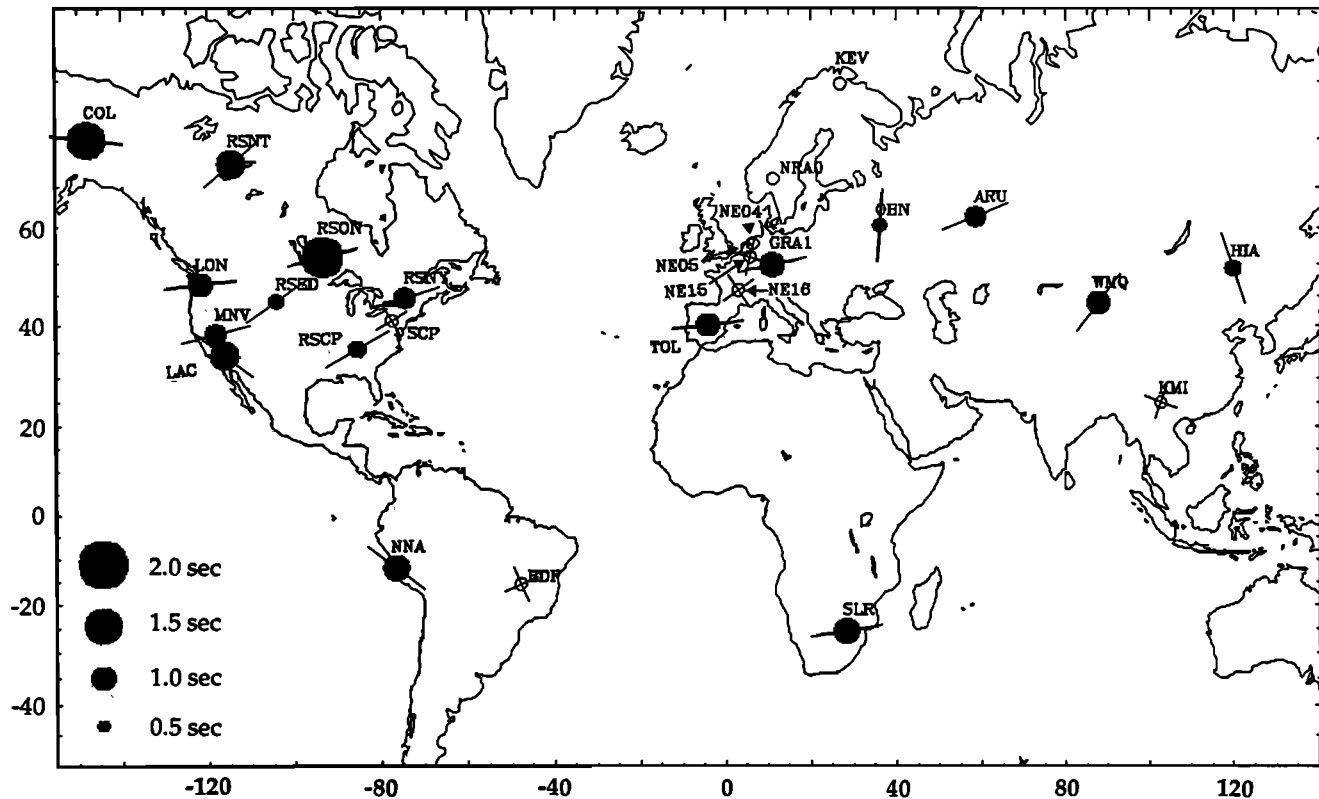 KEV
COL
RSNT
NRAO
ARU
NE04
RSON
GRA1
HIA
60
LON
NE05
RSED
RSNY
WMQ
NE15
NE16
MNV
40
RSCP
SCP
TOL
LAC
KMI
20
0
NNA
BDF
2.0 sec
SLR
-20
1.5 sec
1.0 sec
-40
0.5 sec
-120
-80
-40
0
40
80
120